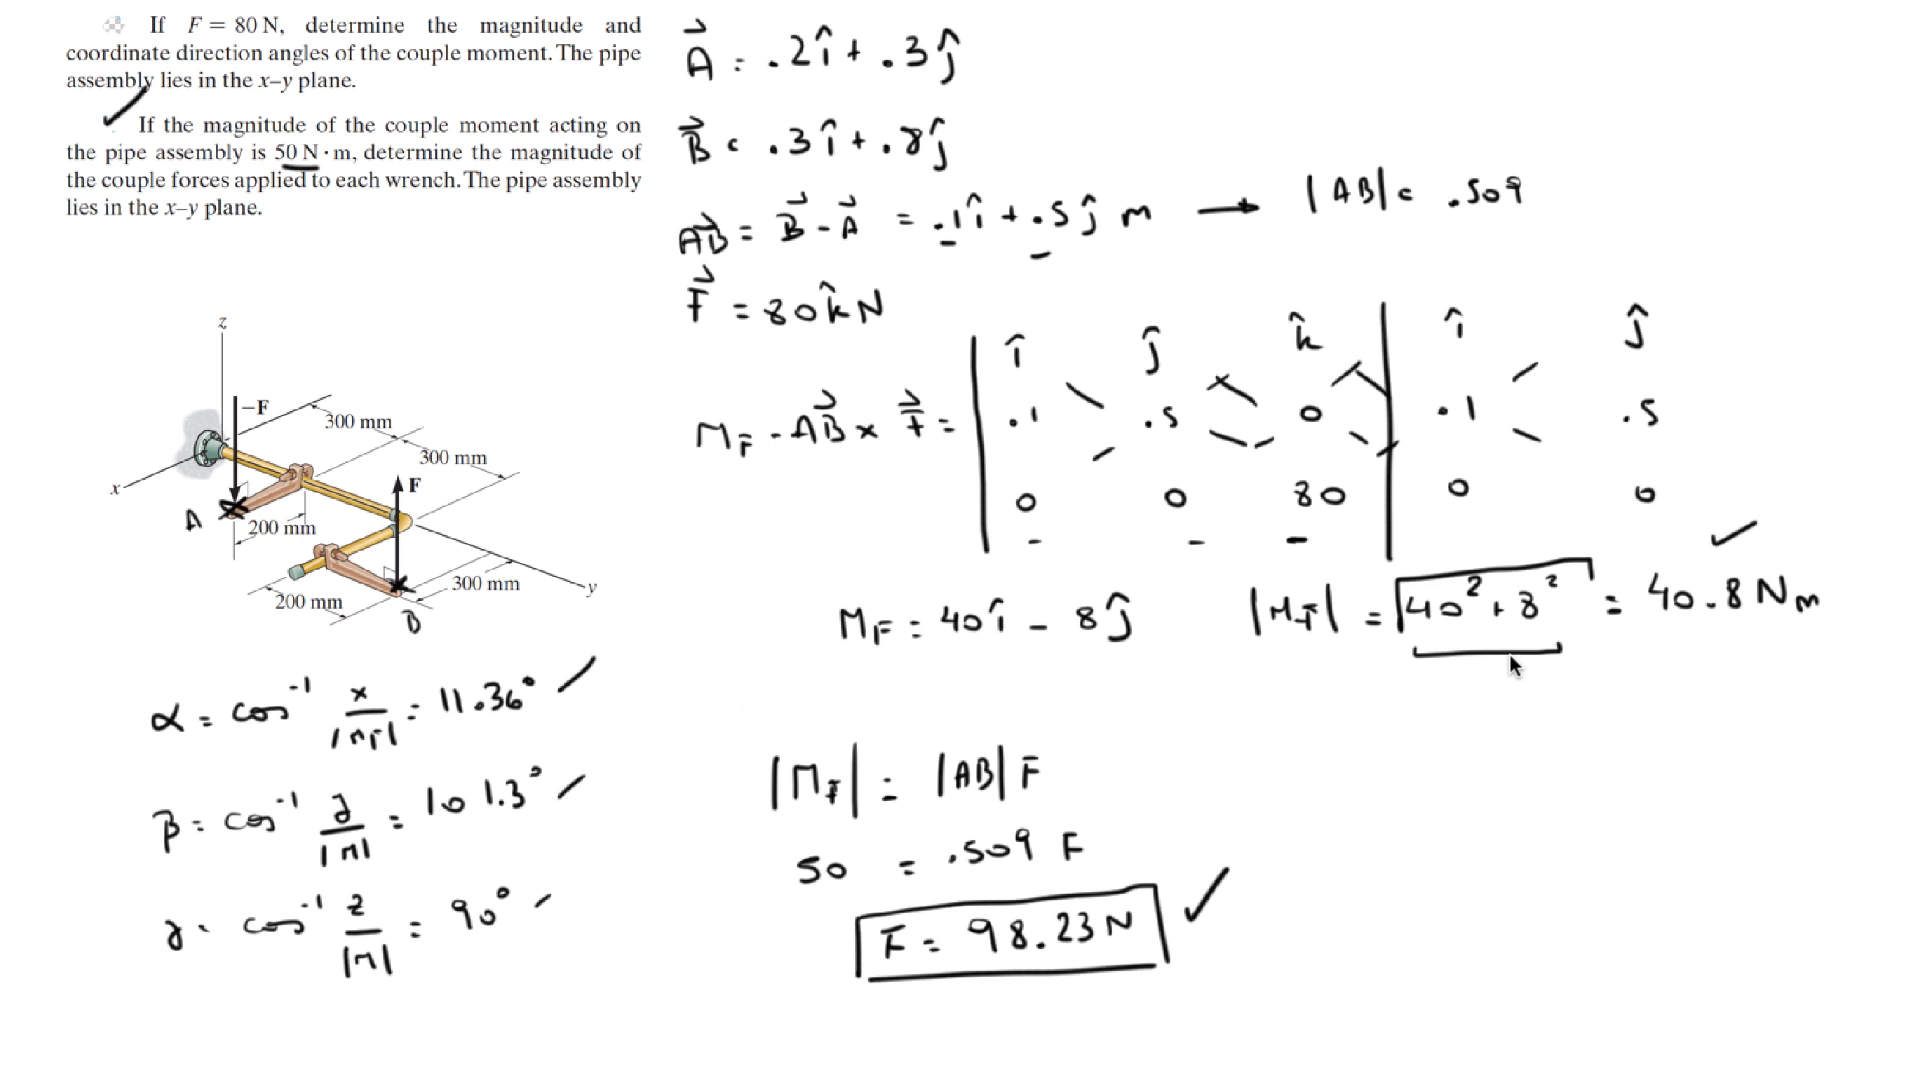 If F = 80 N, determine the magnitude and
coordinate direction angles of the couple moment. The pipe
assembly lies in the x–y plane.
If the magnitude of the couple moment acting on
the pipe assembly is 50 N · m, determine the magnitude of
the couple forces applied to each wrench. The pipe assembly
lies in the x–y plane.
A⃗ = .2î + .3ĵ
B⃗ = .3î + .8ĵ
AB⃗ = B⃗ - A⃗ = .1î + .5ĵ m → |AB| = .509
F⃗ = 80k̂N
M_F = AB⃗ × F⃗ = | î ĵ k̂ | î ĵ
.1 .5 0 | .1 .5
0 0 80 | 0 0
M_F = 40î - 8ĵ |M_F| = √40² + 8² = 40.8 Nm
z
–F
300 mm
300 mm
F
x
A
200 mm
300 mm
y
200 mm
B
α = cos⁻¹ x/|M_F| = 11.36° ✓
β = cos⁻¹ y/|M| = 101.3° ✓
γ = cos⁻¹ z/|M| = 90°
|M_F| = |AB| F
50 = .509 F
F = 98.23 N ✓